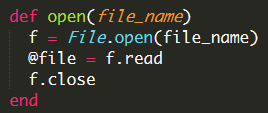 def open(file_name)
  f = File.open(file_name)
  @file = f.read
  f.close
end